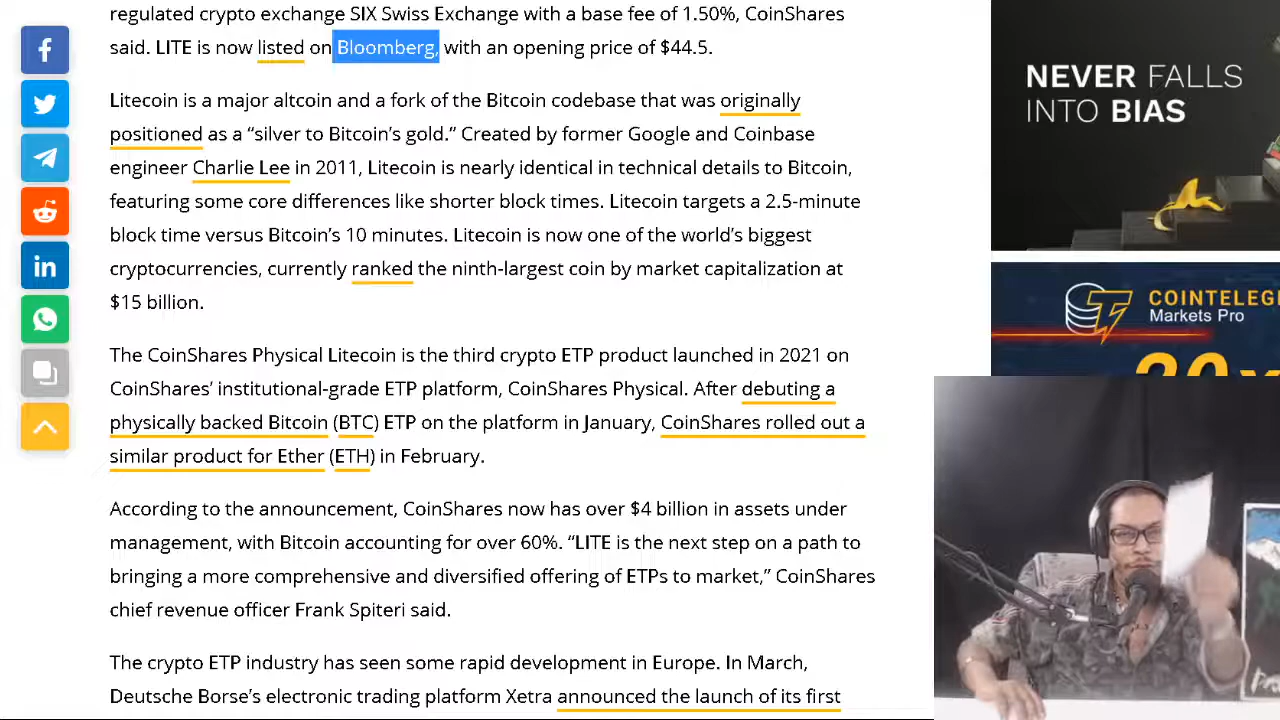 regulated crypto exchange SIX Swiss Exchange with a base fee of 1.50%, CoinShares
said. LITE is now listed on Bloomberg, with an opening price of $44.5.
Litecoin is a major altcoin and a fork of the Bitcoin codebase that was originally
positioned as a “silver to Bitcoin’s gold.” Created by former Google and Coinbase
engineer Charlie Lee in 2011, Litecoin is nearly identical in technical details to Bitcoin,
featuring some core differences like shorter block times. Litecoin targets a 2.5-minute
block time versus Bitcoin’s 10 minutes. Litecoin is now one of the world’s biggest
cryptocurrencies, currently ranked the ninth-largest coin by market capitalization at
$15 billion.
The CoinShares Physical Litecoin is the third crypto ETP product launched in 2021 on
CoinShares’ institutional-grade ETP platform, CoinShares Physical. After debuting a
physically backed Bitcoin (BTC) ETP on the platform in January, CoinShares rolled out a
similar product for Ether (ETH) in February.
According to the announcement, CoinShares now has over $4 billion in assets under
management, with Bitcoin accounting for over 60%. “LITE is the next step on a path to
bringing a more comprehensive and diversified offering of ETPs to market,” CoinShares
chief revenue officer Frank Spiteri said.
The crypto ETP industry has seen some rapid development in Europe. In March,
Deutsche Borse’s electronic trading platform Xetra announced the launch of its first
NEVER FALLS
INTO BIAS
COINTELEG
Markets Pro